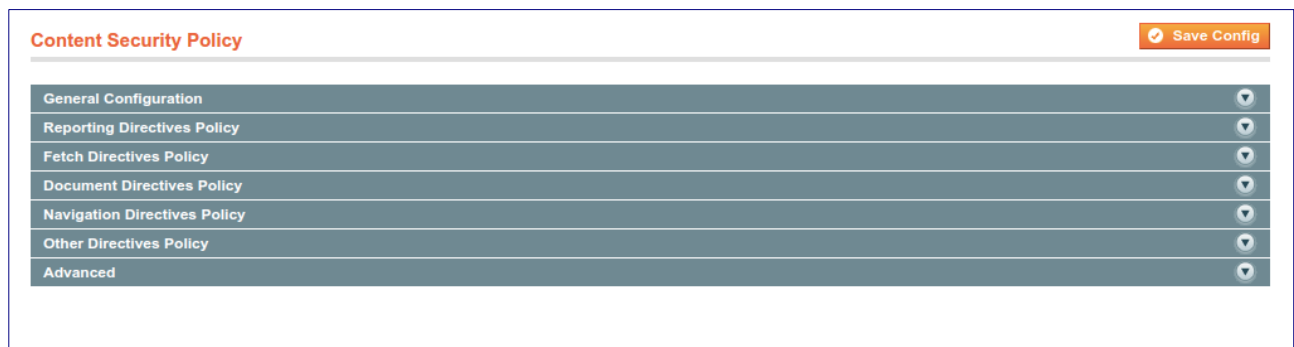 Content Security Policy
Save Config
General Configuration
Reporting Directives Policy
Fetch Directives Policy
Document Directives Policy
Navigation Directives Policy
Other Directives Policy
Advanced